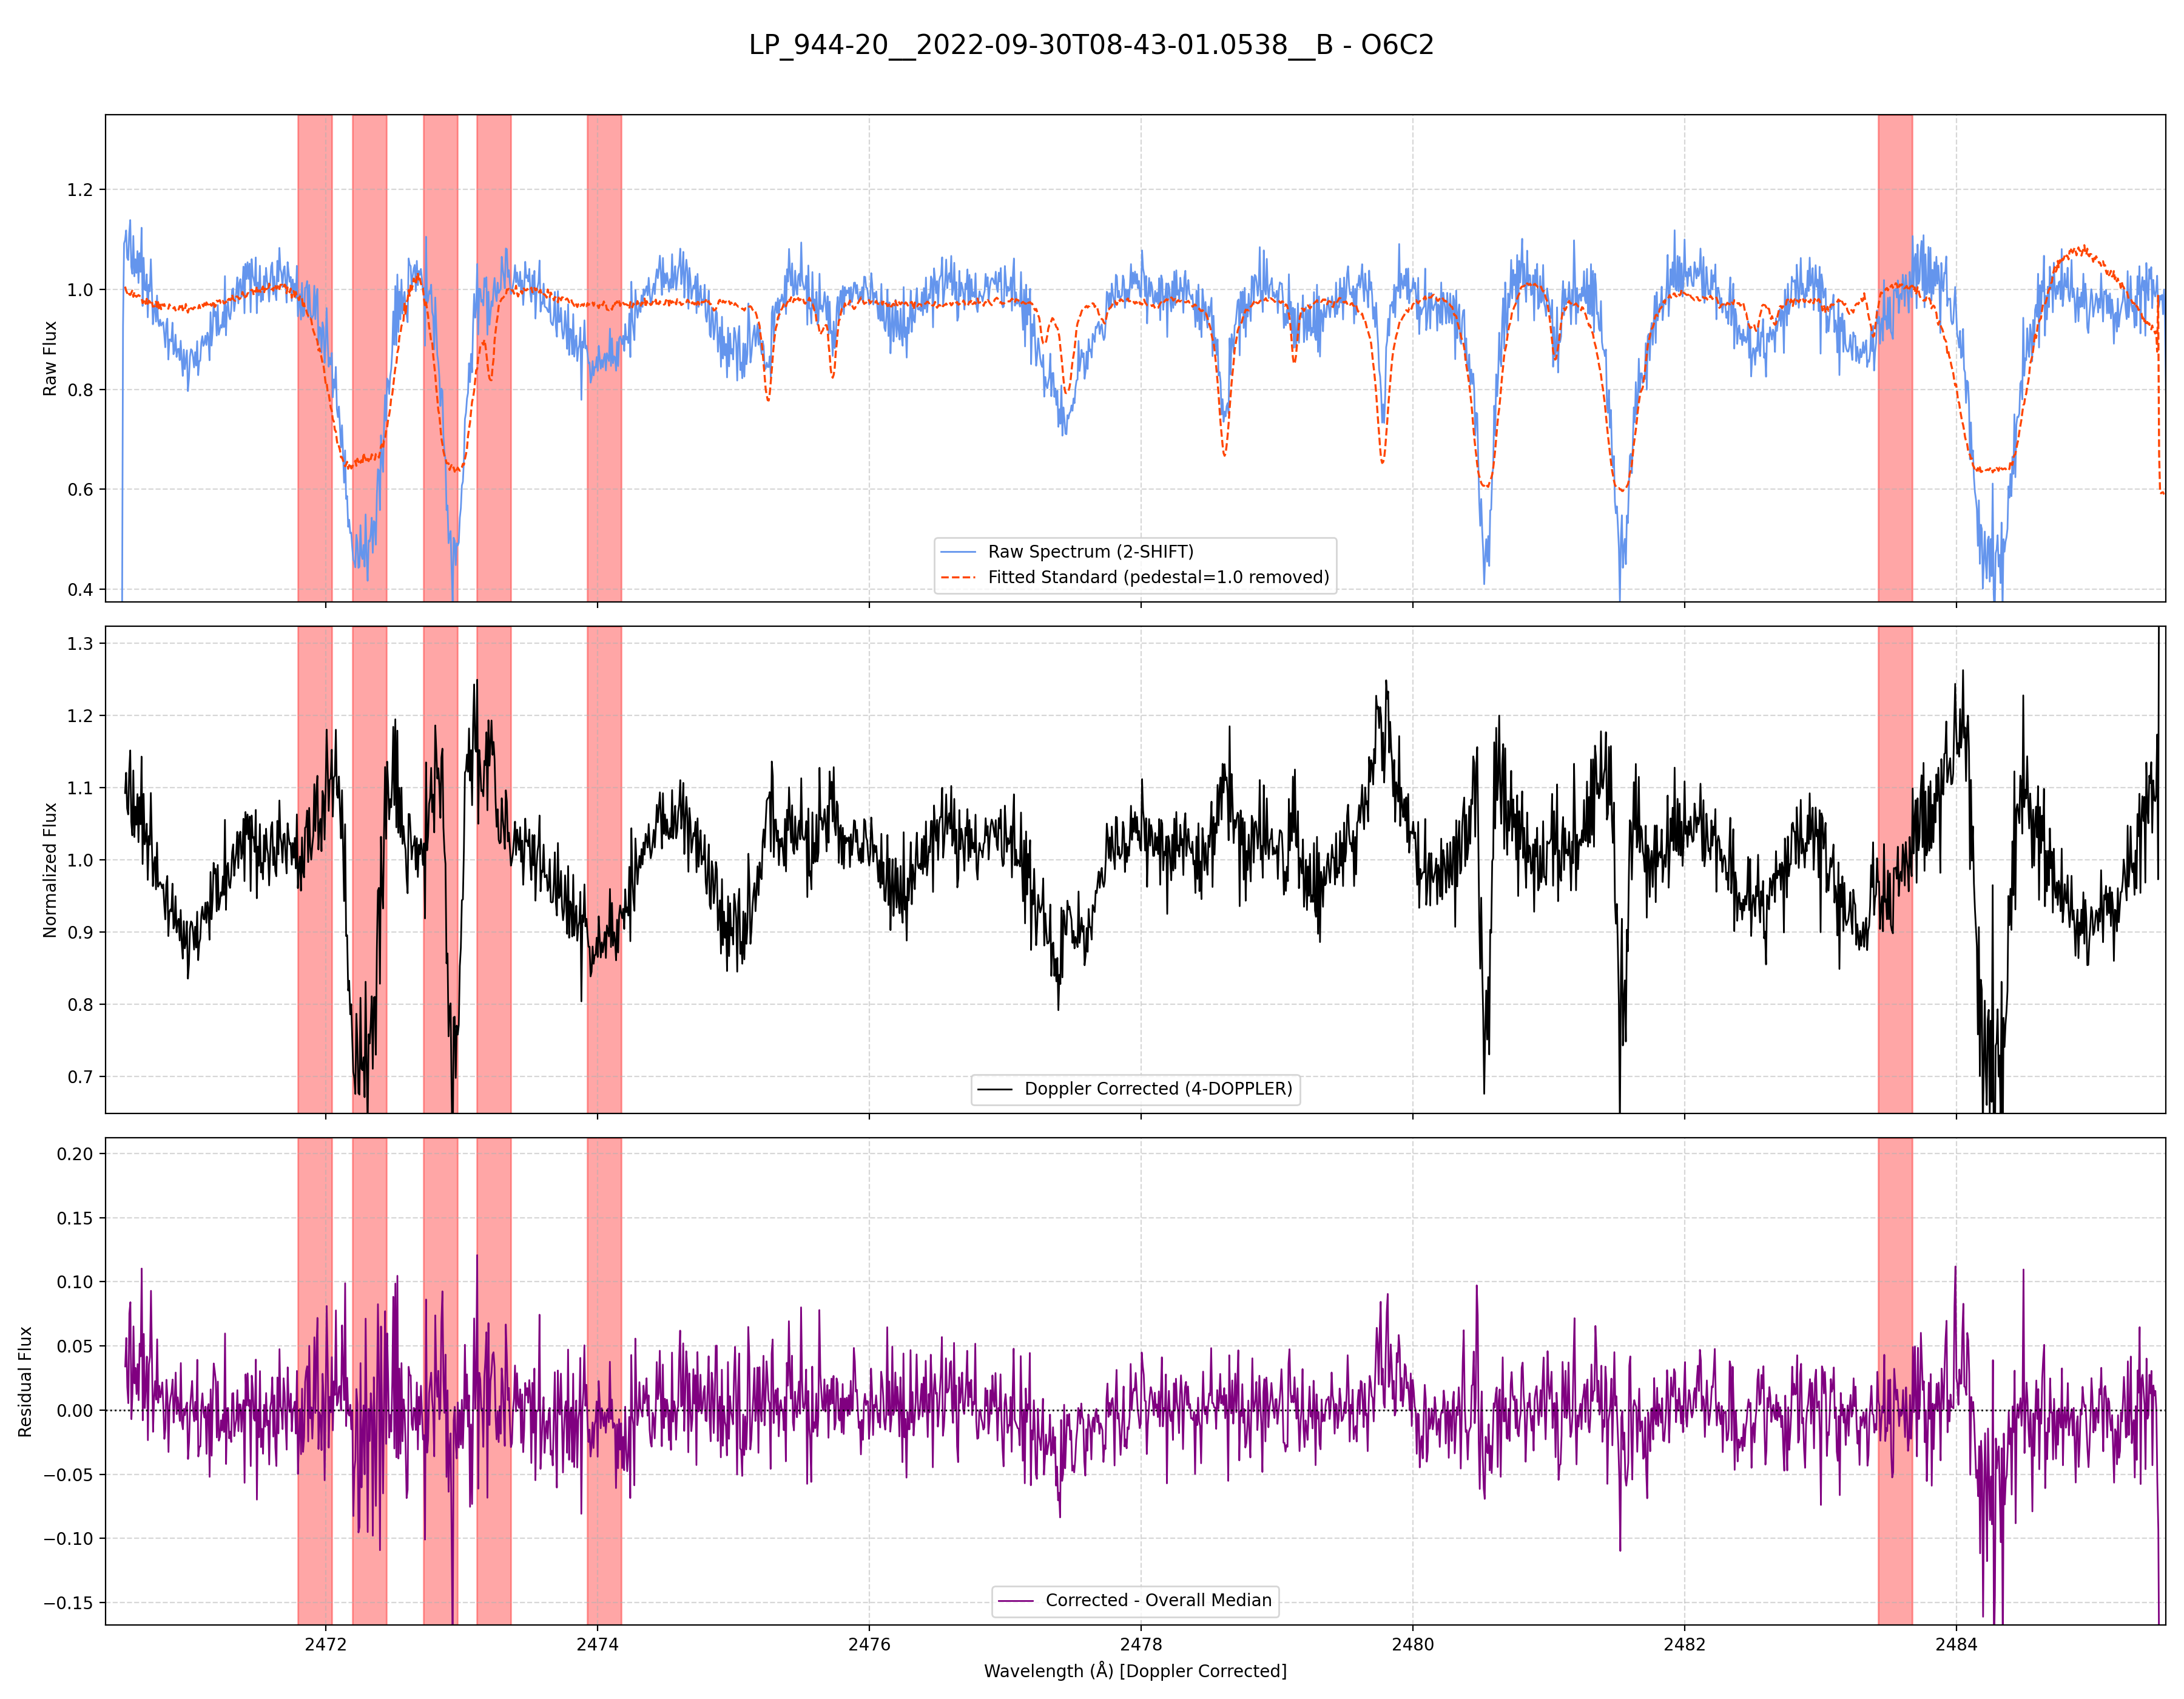 LP_944-20__2022-09-30T08-43-01.0538__B - O6C2
1.2
1.0
0.8
0.6
0.4
Raw Flux
Raw Spectrum (2-SHIFT)
Fitted Standard (pedestal=1.0 removed)
1.3
1.2
1.1
1.0
0.9
0.8
0.7
Normalized Flux
Doppler Corrected (4-DOPPLER)
0.20
0.15
0.10
0.05
0.00
−0.05
−0.10
−0.15
Residual Flux
Corrected - Overall Median
2472 2474 2476 2478 2480 2482 2484
Wavelength (Å) [Doppler Corrected]